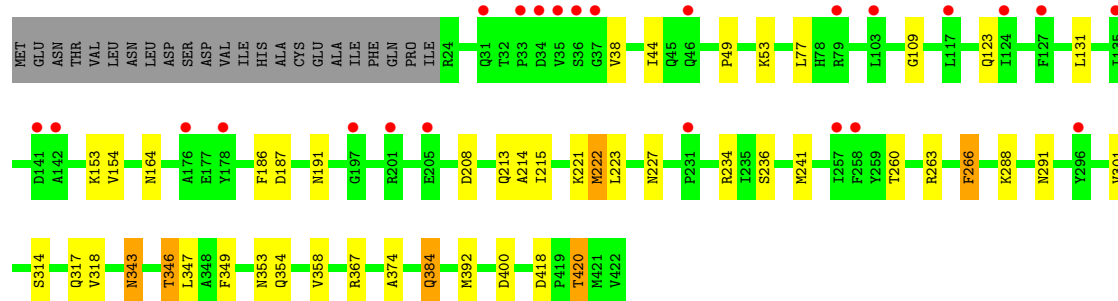 MET GLU ASN THR VAL LEU ASN LEU ASP SER ASP VAL ILE HIS ALA CYS GLU ALA ILE PHE GLN PRO ILE R24 Q31 T32 P33 D34 V35 S36 G37 V38 I44 Q45 Q46 P49 K53 L77 H78 R79 L103 G109 L117 Q123 I124 F127 L131 I135
D141 A142 K153 V154 N164 A176 E177 Y178 F186 D187 N191 G197 R201 E205 D208 Q213 A214 I215 K221 M222 L223 N227 P231 R234 I235 S236 M241 I257 F258 Y259 T260 R263 F266 K288 N291 Y296 V301
S314 Q317 V318 N343 T346 L347 A348 F349 N353 Q354 V358 R367 A374 Q384 M392 D400 D418 P419 T420 M421 V422